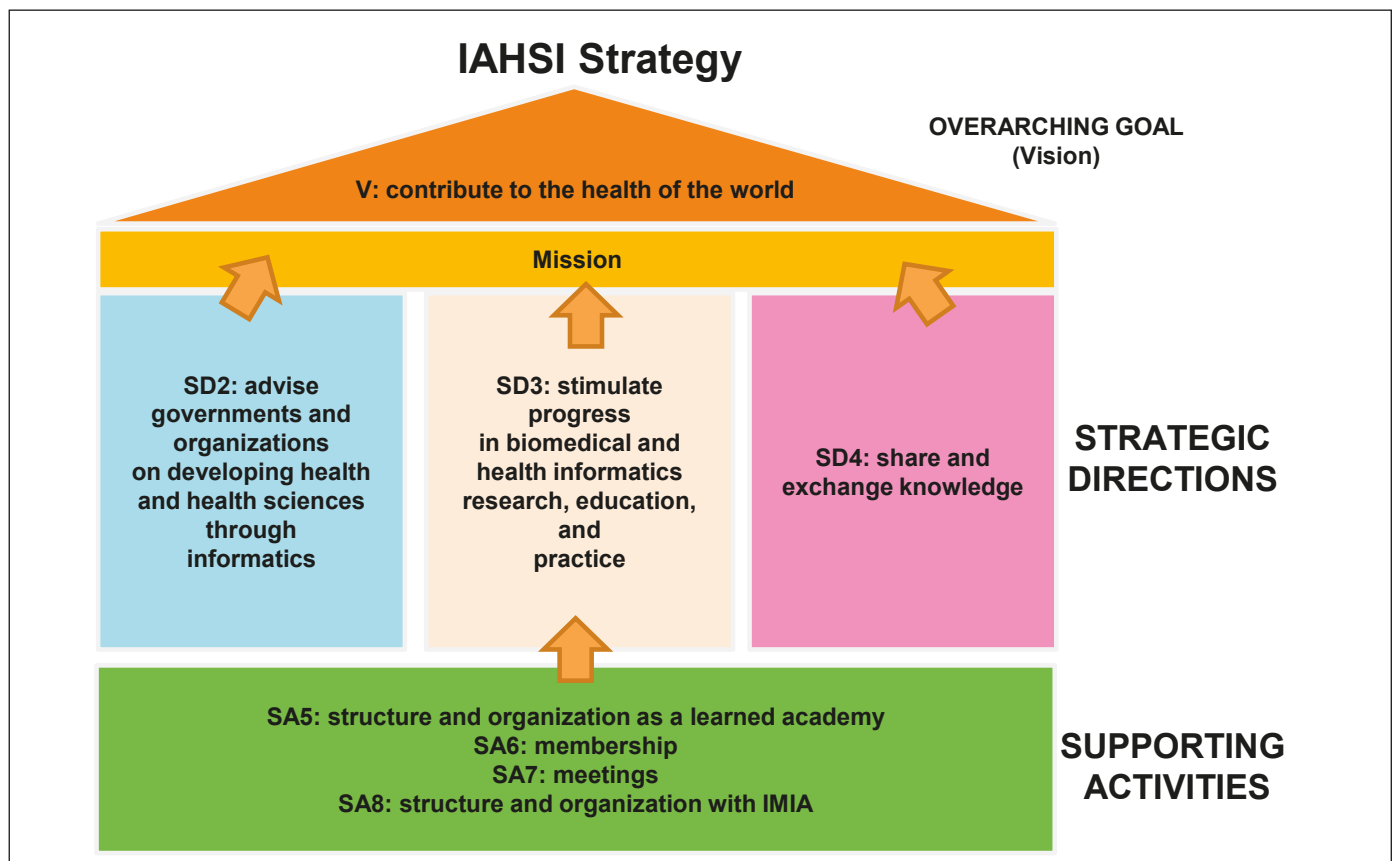 IAHSI Strategy
OVERARCHING GOAL
(Vision)
V: contribute to the health of the world
Mission
SD2: advise
governments and
organizations
on developing health
and health sciences
through
informatics
SD3: stimulate
progress
in biomedical and
health informatics
research, education,
and
practice
SD4: share and
exchange knowledge
STRATEGIC
DIRECTIONS
SA5: structure and organization as a learned academy
SA6: membership
SA7: meetings
SA8: structure and organization with IMIA
SUPPORTING
ACTIVITIES